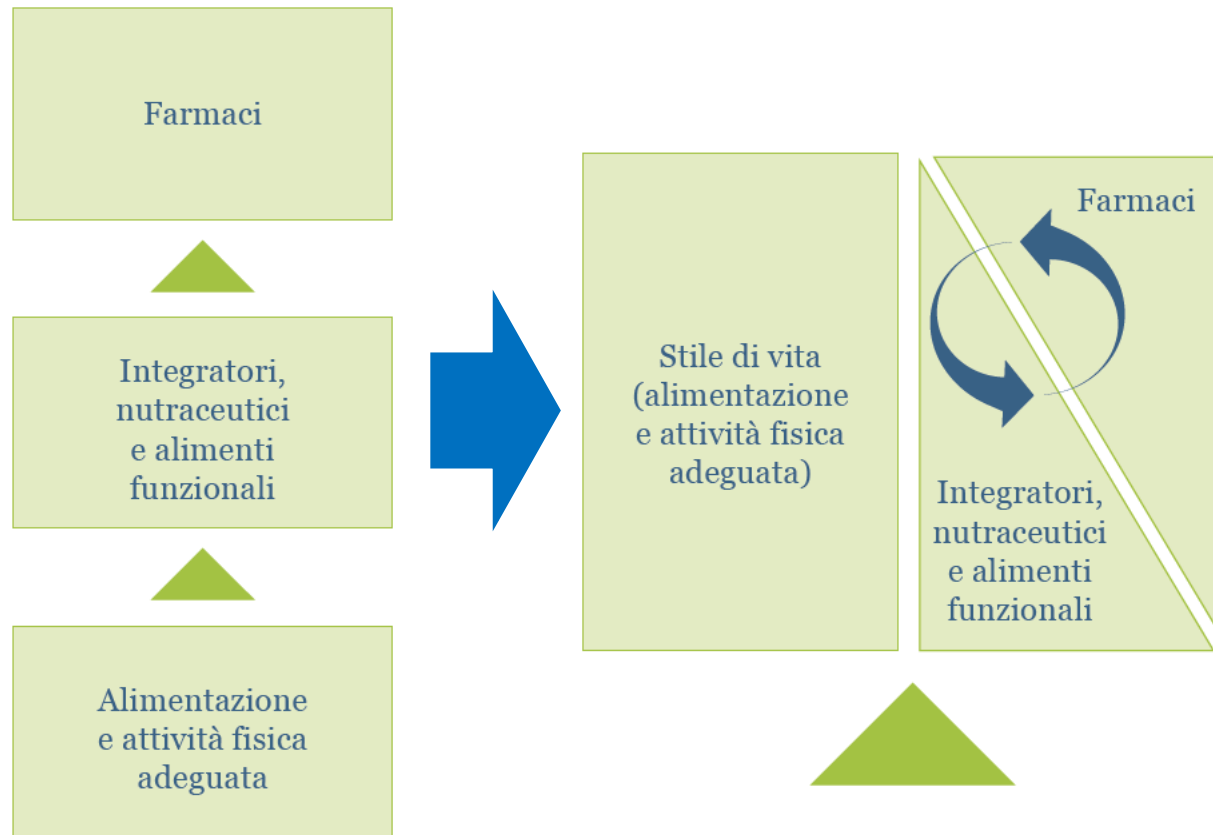 Farmaci
Integratori,
nutraceutici
e alimenti
funzionali
Alimentazione
e attività fisica
adeguata
Stile di vita
(alimentazione
e attività fisica
adeguata)
Farmaci
Integratori,
nutraceutici
e alimenti
funzionali